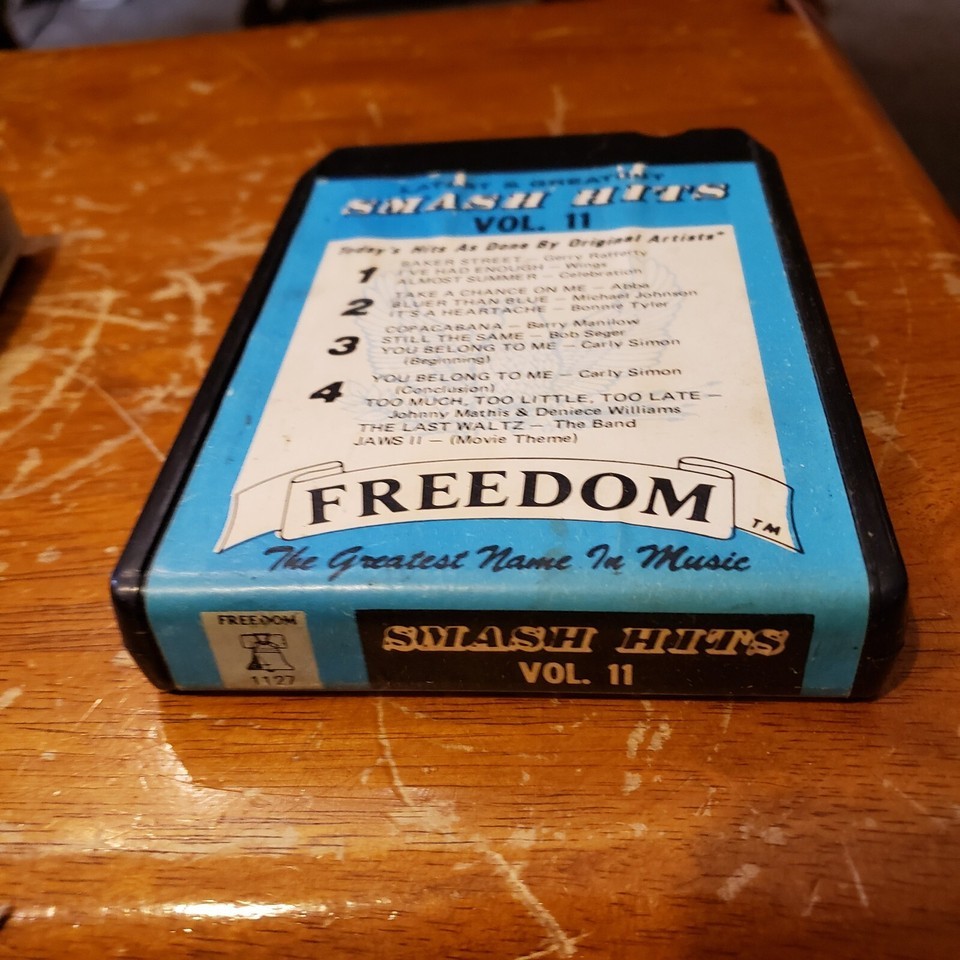 LATEST & GREATEST
SMASH HITS
VOL. 11
Today's Hits As Done By Original Artists"
1 BAKER STREET — Gerry Rafferty
I'VE HAD ENOUGH — Wings
ALMOST SUMMER — Celebration
2 TAKE A CHANCE ON ME — Abba
BLUER THAN BLUE — Michael Johnson
IT'S A HEARTACHE — Bonnie Tyler
3 COPACABANA — Barry Manilow
STILL THE SAME — Bob Seger
YOU BELONG TO ME — Carly Simon
(Beginning)
4 YOU BELONG TO ME — Carly Simon
(Conclusion)
TOO MUCH, TOO LITTLE, TOO LATE —
Johnny Mathis & Deniece Williams
THE LAST WALTZ — The Band
JAWS II — (Movie Theme)
FREEDOM TM
The Greatest Name In Music
FREEDOM
1127
SMASH HITS
VOL. 11